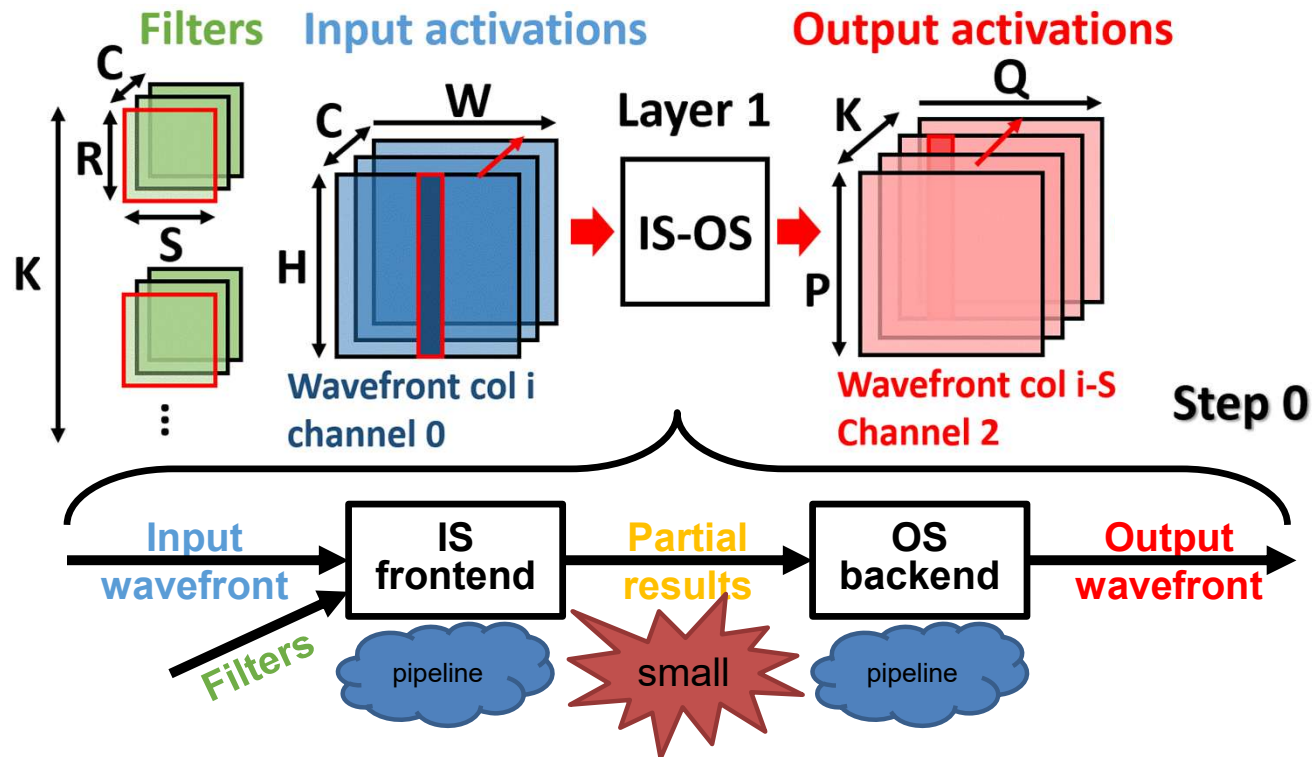 Filters
Input activations
Output activations
C
R
K
S
⋮
C
W
H
Layer 1
IS-OS
K
Q
P
Wavefront col i
channel 0
Wavefront col i-S
Channel 2
Step 0
Input
wavefront
Filters
IS
frontend
Partial
results
OS
backend
Output
wavefront
pipeline
small
pipeline